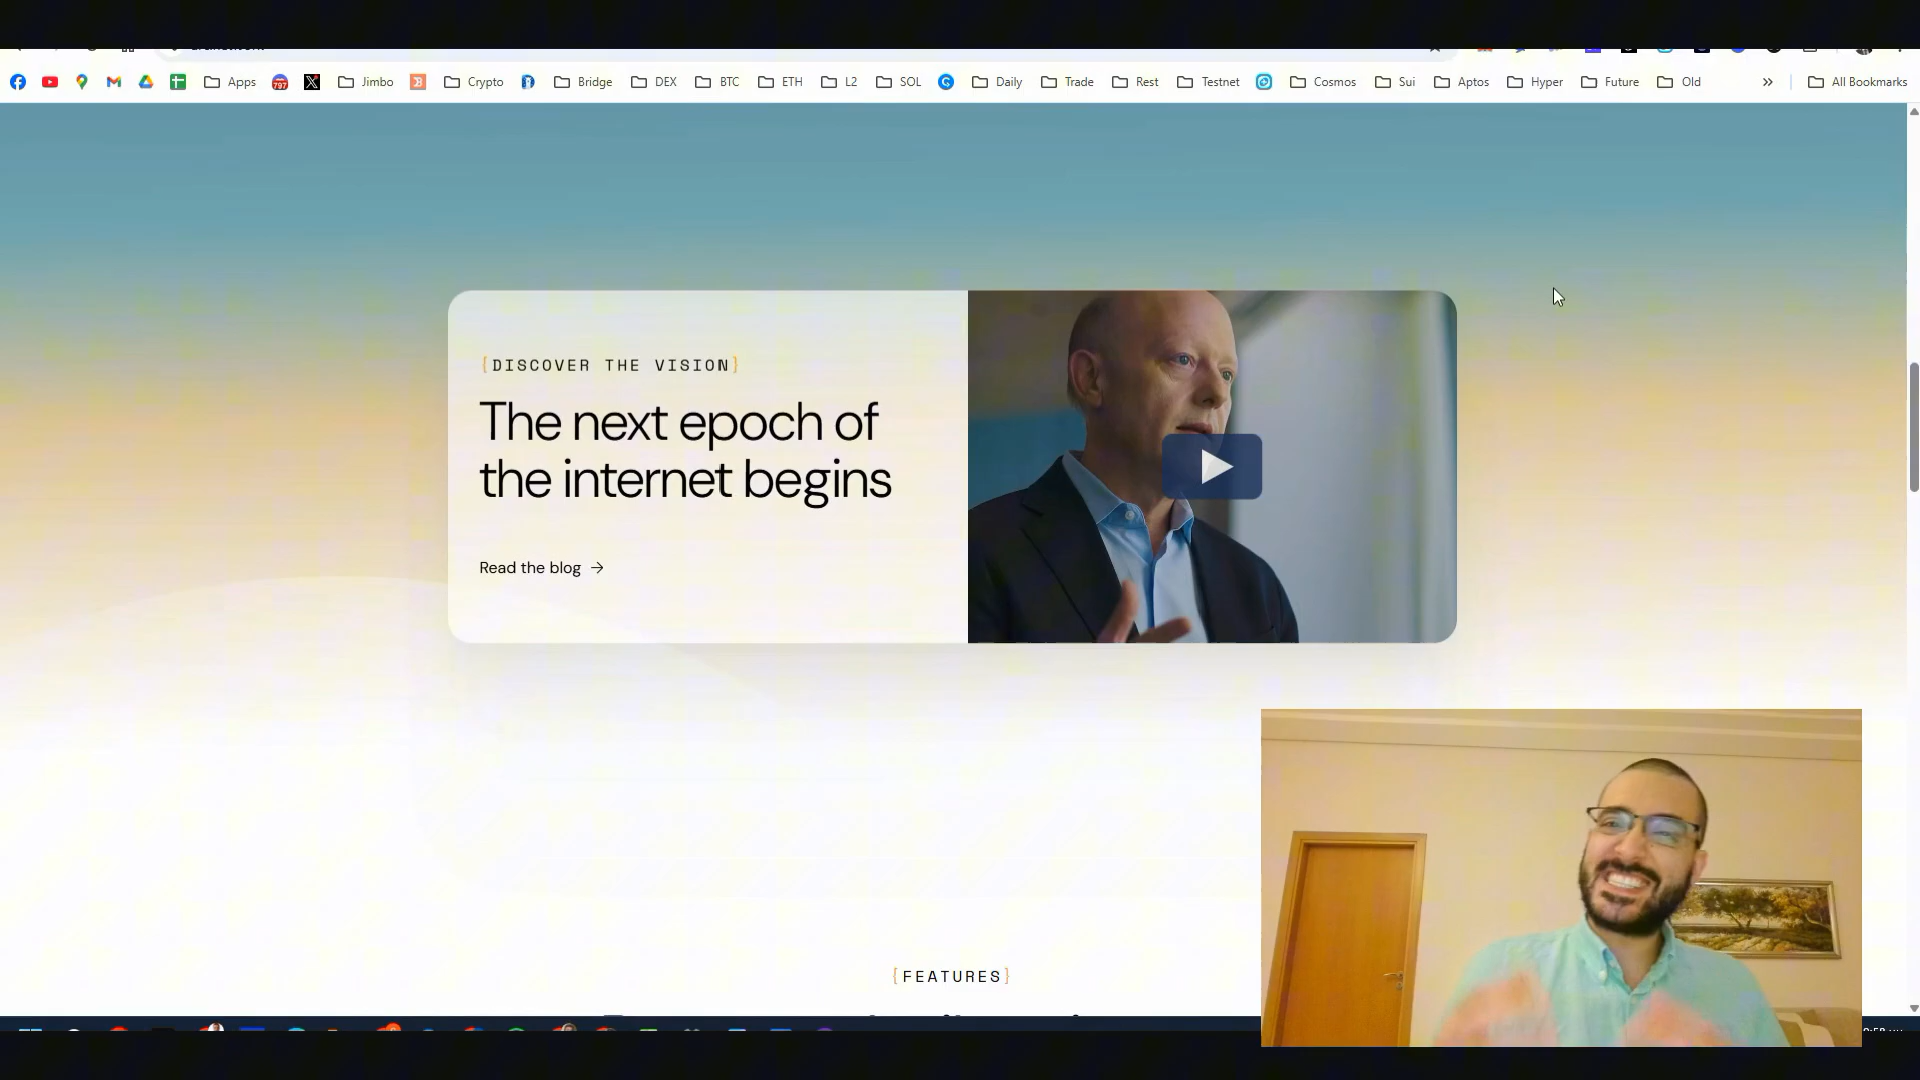 Apps
797
Jimbo
Crypto
Bridge
DEX
BTC
ETH
L2
SOL
Daily
Trade
Rest
Testnet
Cosmos
Sui
Aptos
Hyper
Future
Old
»
All Bookmarks
{DISCOVER THE VISION}
The next epoch of
the internet begins
Read the blog →
{FEATURES}